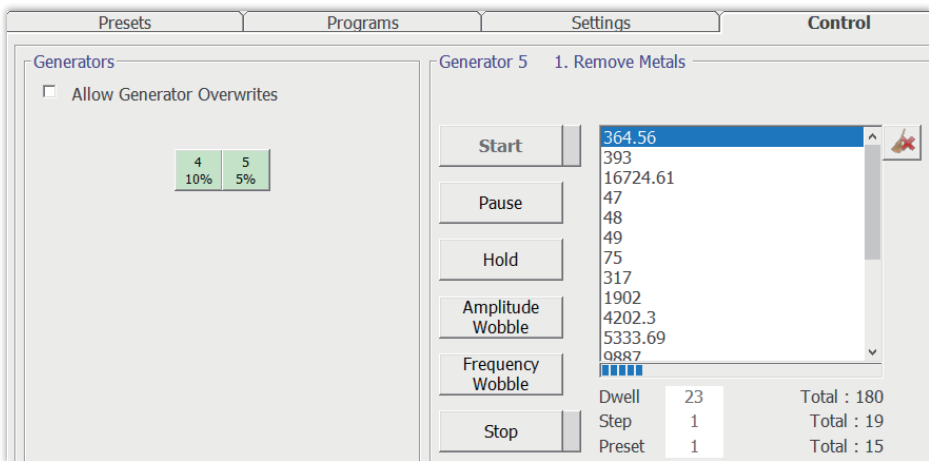 Presets Programs Settings Control
Generators
Allow Generator Overwrites
4 5
10% 5%
Generator 5 1. Remove Metals
Start
Pause
Hold
Amplitude
Wobble
Frequency
Wobble
Stop
364.56
393
16724.61
47
48
49
75
317
1902
4202.3
5333.69
9887
Dwell 23 Total : 180
Step 1 Total : 19
Preset 1 Total : 15